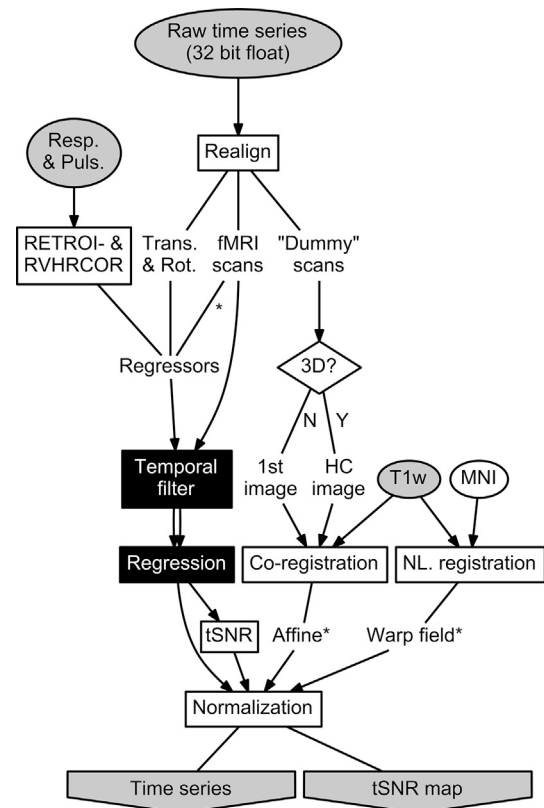 Raw time series
(32 bit float)
Resp.
& Puls.
Realign
RETROI- &
RVHRCOR
Trans.
& Rot.
fMRI
scans
"Dummy"
scans
*
Regressors
3D?
N
Y
Temporal
filter
1st
image
HC
image
T1w
MNI
Regression
Co-registration
NL. registration
tSNR
Affine*
Warp field*
Normalization
Time series
tSNR map